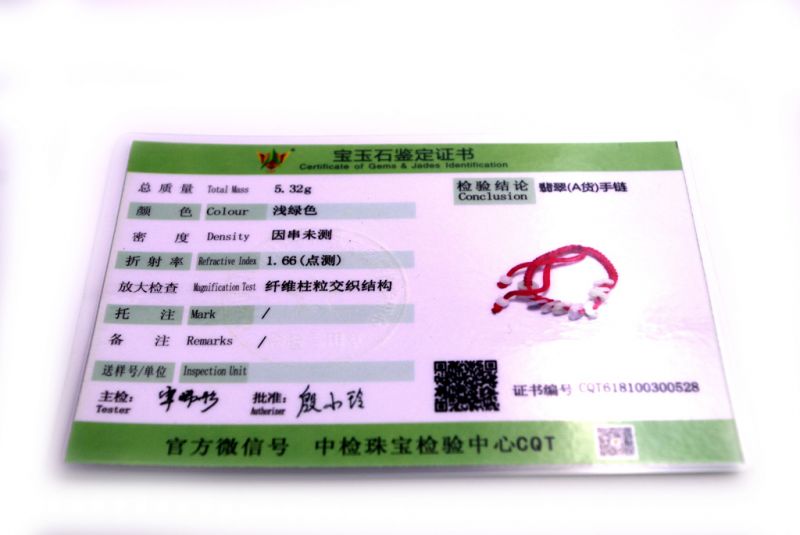 宝玉石鉴定证书
Certificate of Gems & Jades Identification
总质量 Total Mass 5.32g
颜色 Colour 浅绿色
密度 Density 因串未测
折射率 Refractive Index 1.66(点测)
放大检查 Magnification Test 纤维柱粒交织结构
托注 Mark /
备注 Remarks /
送样号/单位 Inspection Unit
主检: 批准: 殷小玲
Tester Authorizer
检验结论 翡翠(A货)手链
Conclusion
证书编号 CQT618100300528
官方微信号 中检珠宝检验中心CQT